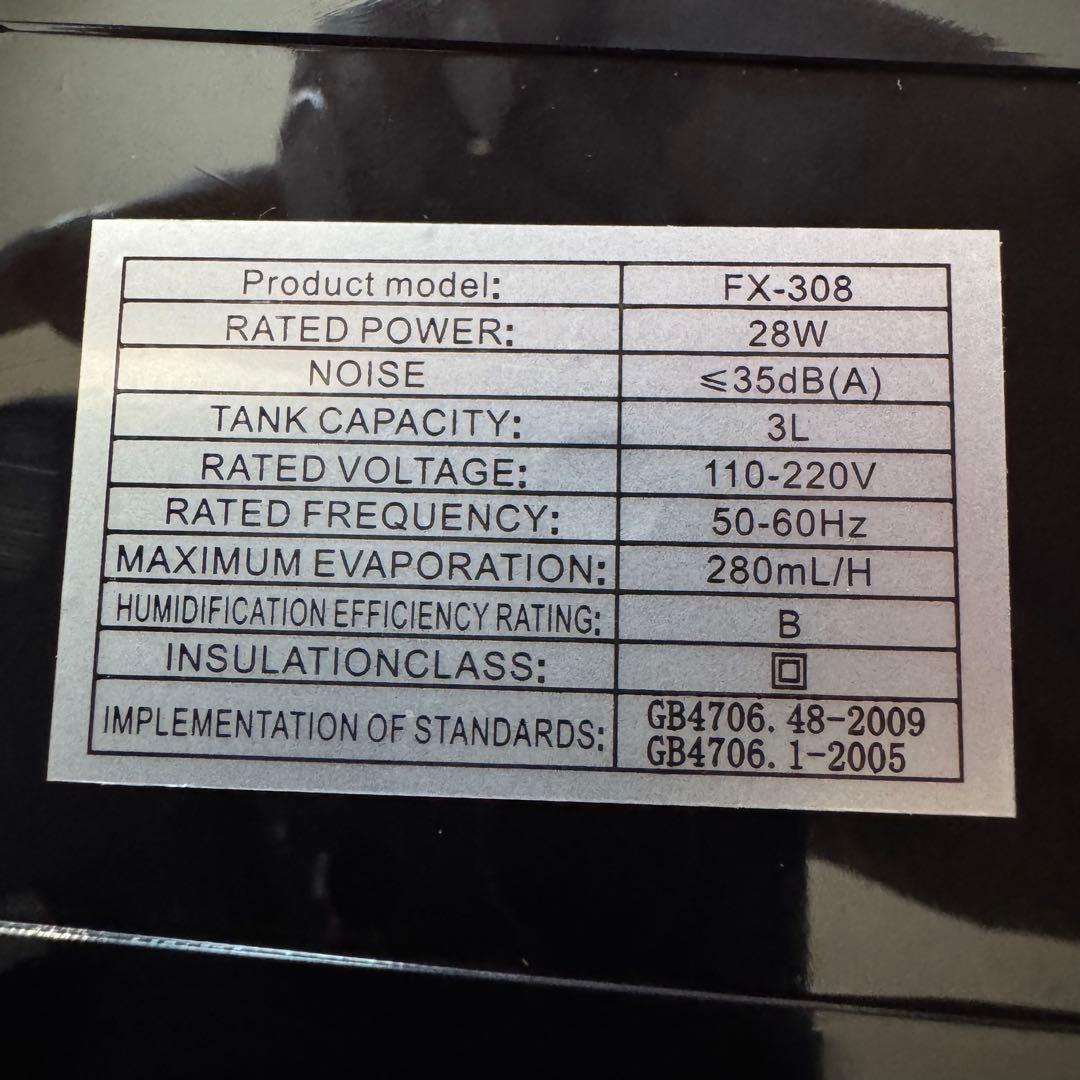 Product model: FX-308
RATED POWER: 28W
NOISE ≤35dB(A)
TANK CAPACITY: 3L
RATED VOLTAGE: 110-220V
RATED FREQUENCY: 50-60Hz
MAXIMUM EVAPORATION: 280mL/H
HUMIDIFICATION EFFICIENCY RATING: B
INSULATIONCLASS:
IMPLEMENTATION OF STANDARDS: GB4706. 48-2009
GB4706. 1-2005